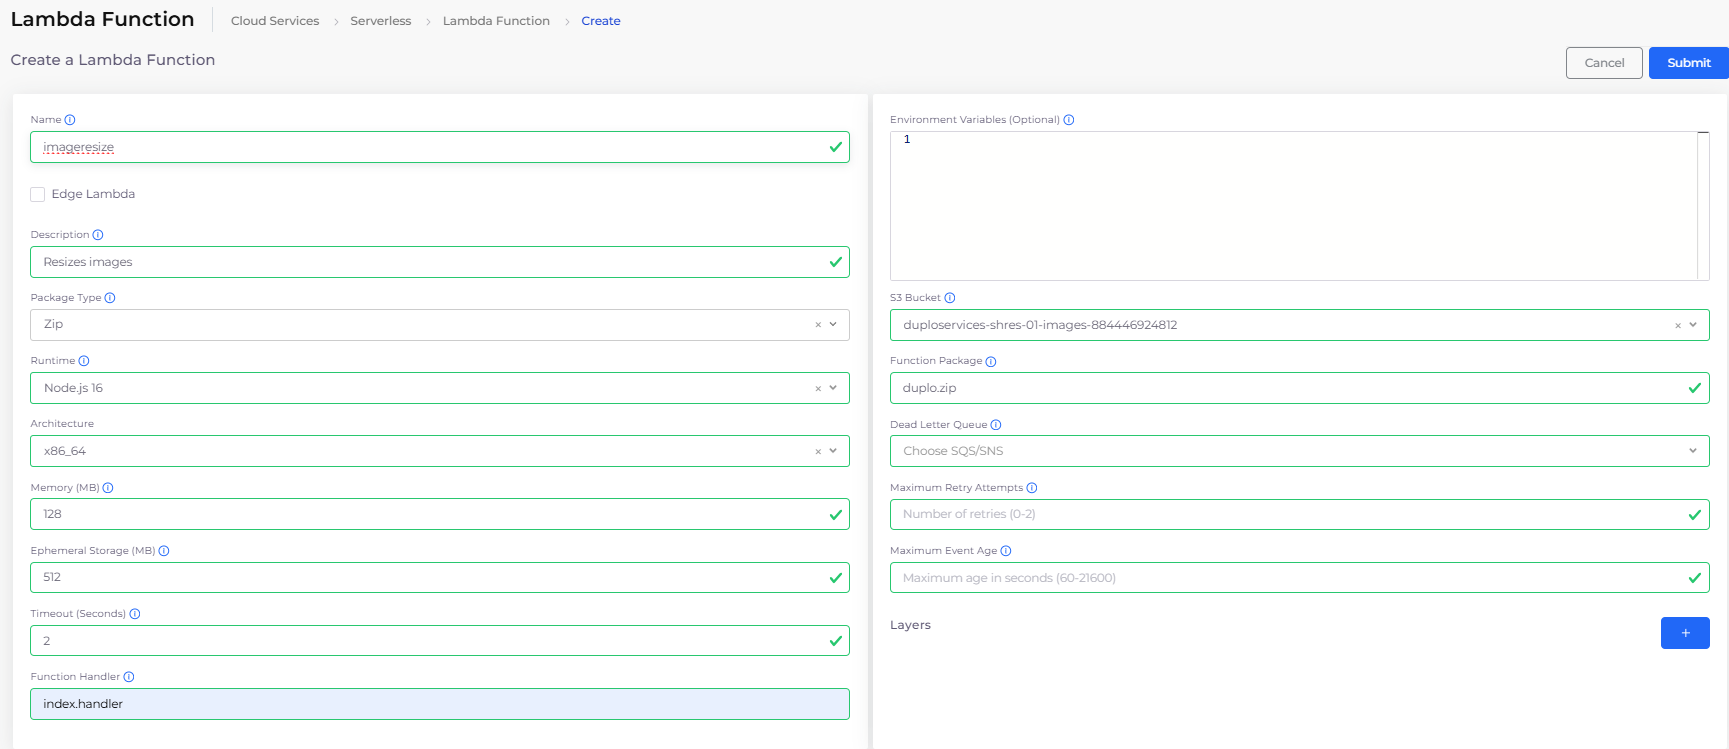 Lambda Function
Cloud Services > Serverless > Lambda Function > Create
Create a Lambda Function
Cancel
Submit
Name
imageresize
Edge Lambda
Description
Resizes images
Package Type
Zip
Runtime
Node.js 16
Architecture
x86_64
Memory (MB)
128
Ephemeral Storage (MB)
512
Timeout (Seconds)
2
Function Handler
index.handler
Environment Variables (Optional)
1
S3 Bucket
duploservices-shres-01-images-884446924812
Function Package
duplo.zip
Dead Letter Queue
Choose SQS/SNS
Maximum Retry Attempts
Number of retries (0-2)
Maximum Event Age
Maximum age in seconds (60-21600)
Layers
+